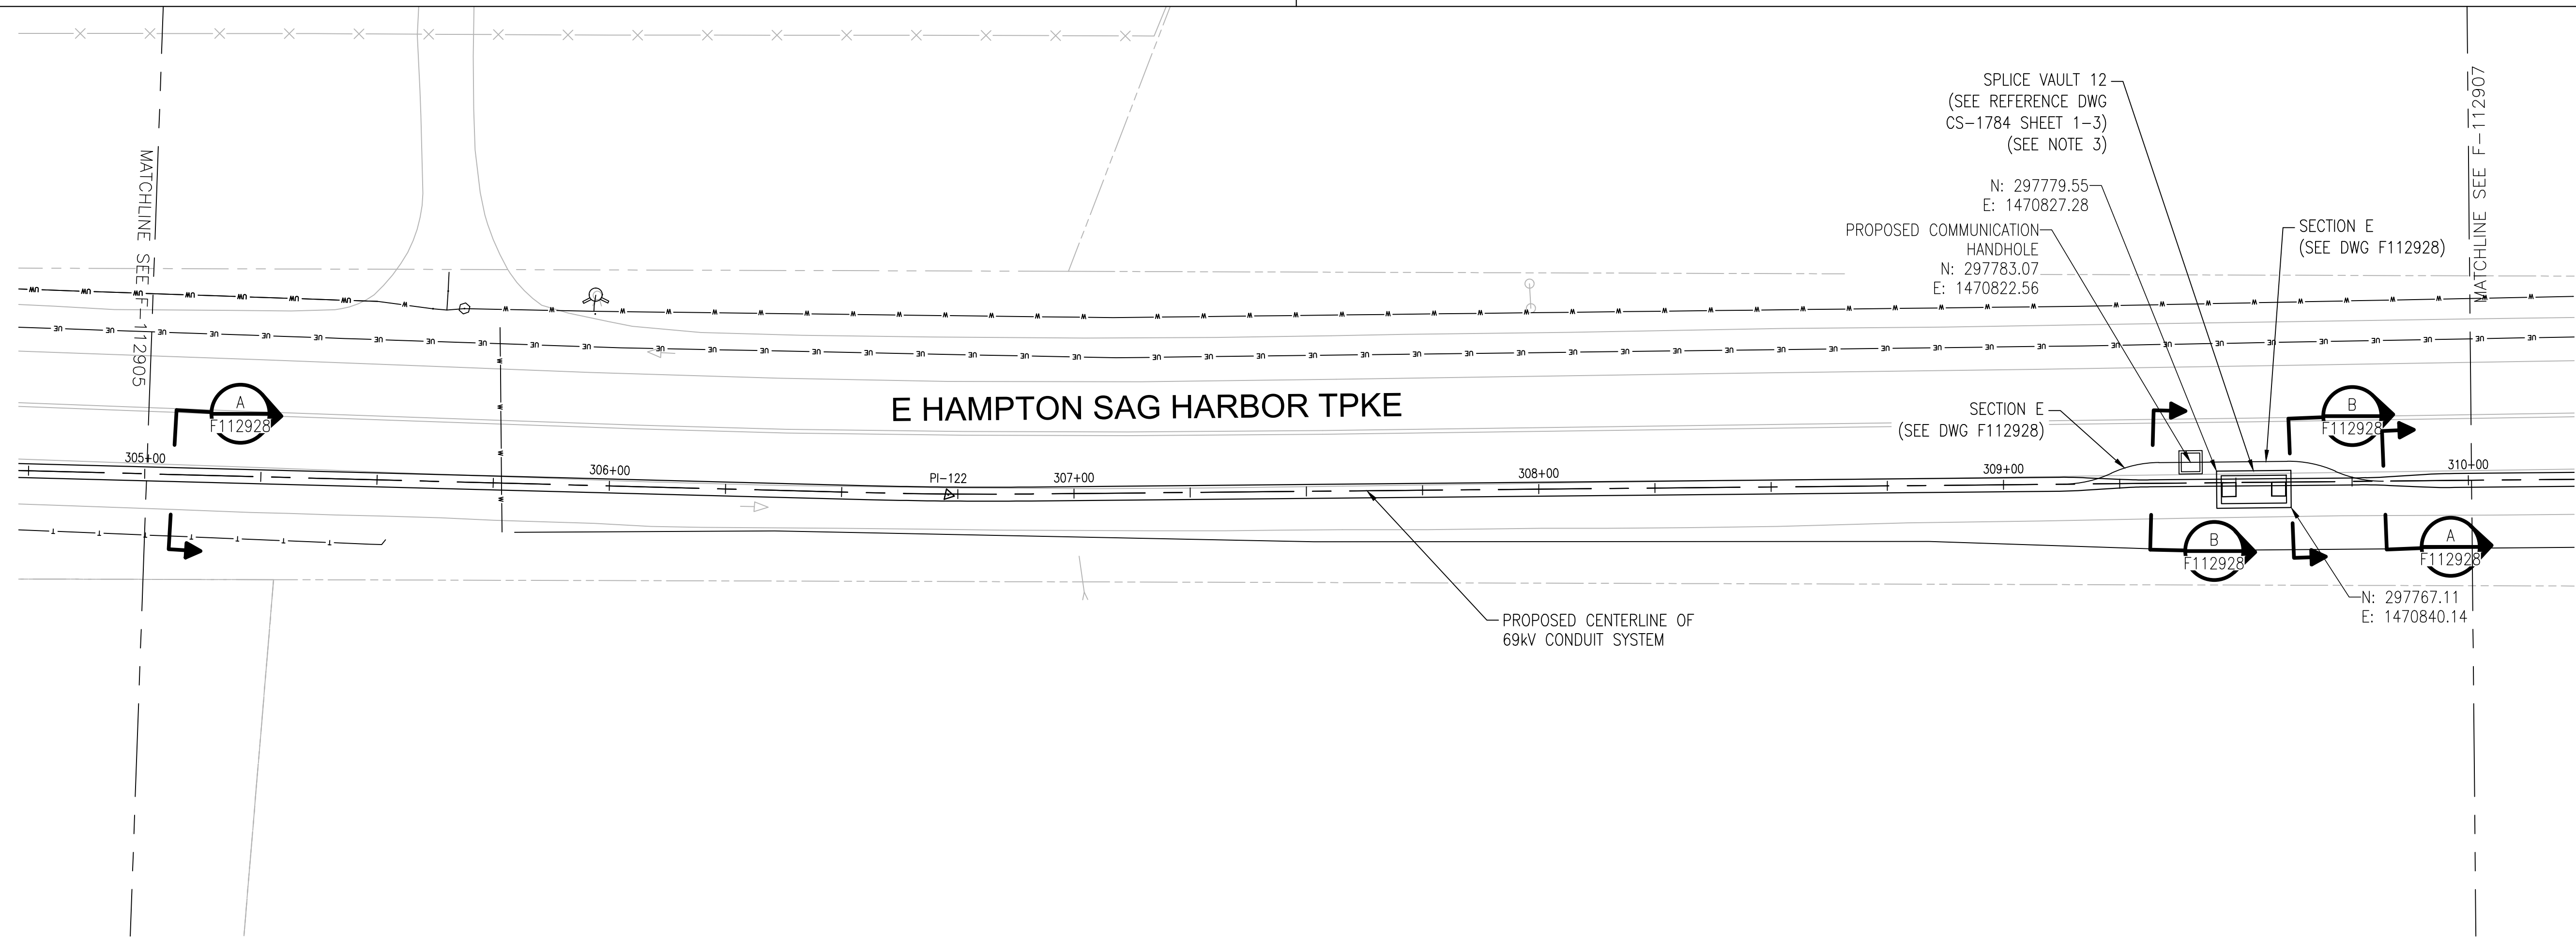 MATCHLINE SEE F-112905
MATCHLINE SEE F-112907
SPLICE VAULT 12
(SEE REFERENCE DWG
CS-1784 SHEET 1-3)
(SEE NOTE 3)
N: 297779.55
E: 1470827.28
PROPOSED COMMUNICATION
HANDHOLE
N: 297783.07
E: 1470822.56
SECTION E
(SEE DWG F112928)
E HAMPTON SAG HARBOR TPKE
A
F112928
SECTION E
(SEE DWG F112928)
B
F112928
305+00
306+00
PI-122
307+00
308+00
309+00
310+00
B
F112928
A
F112928
N: 297767.11
E: 1470840.14
PROPOSED CENTERLINE OF
69kV CONDUIT SYSTEM